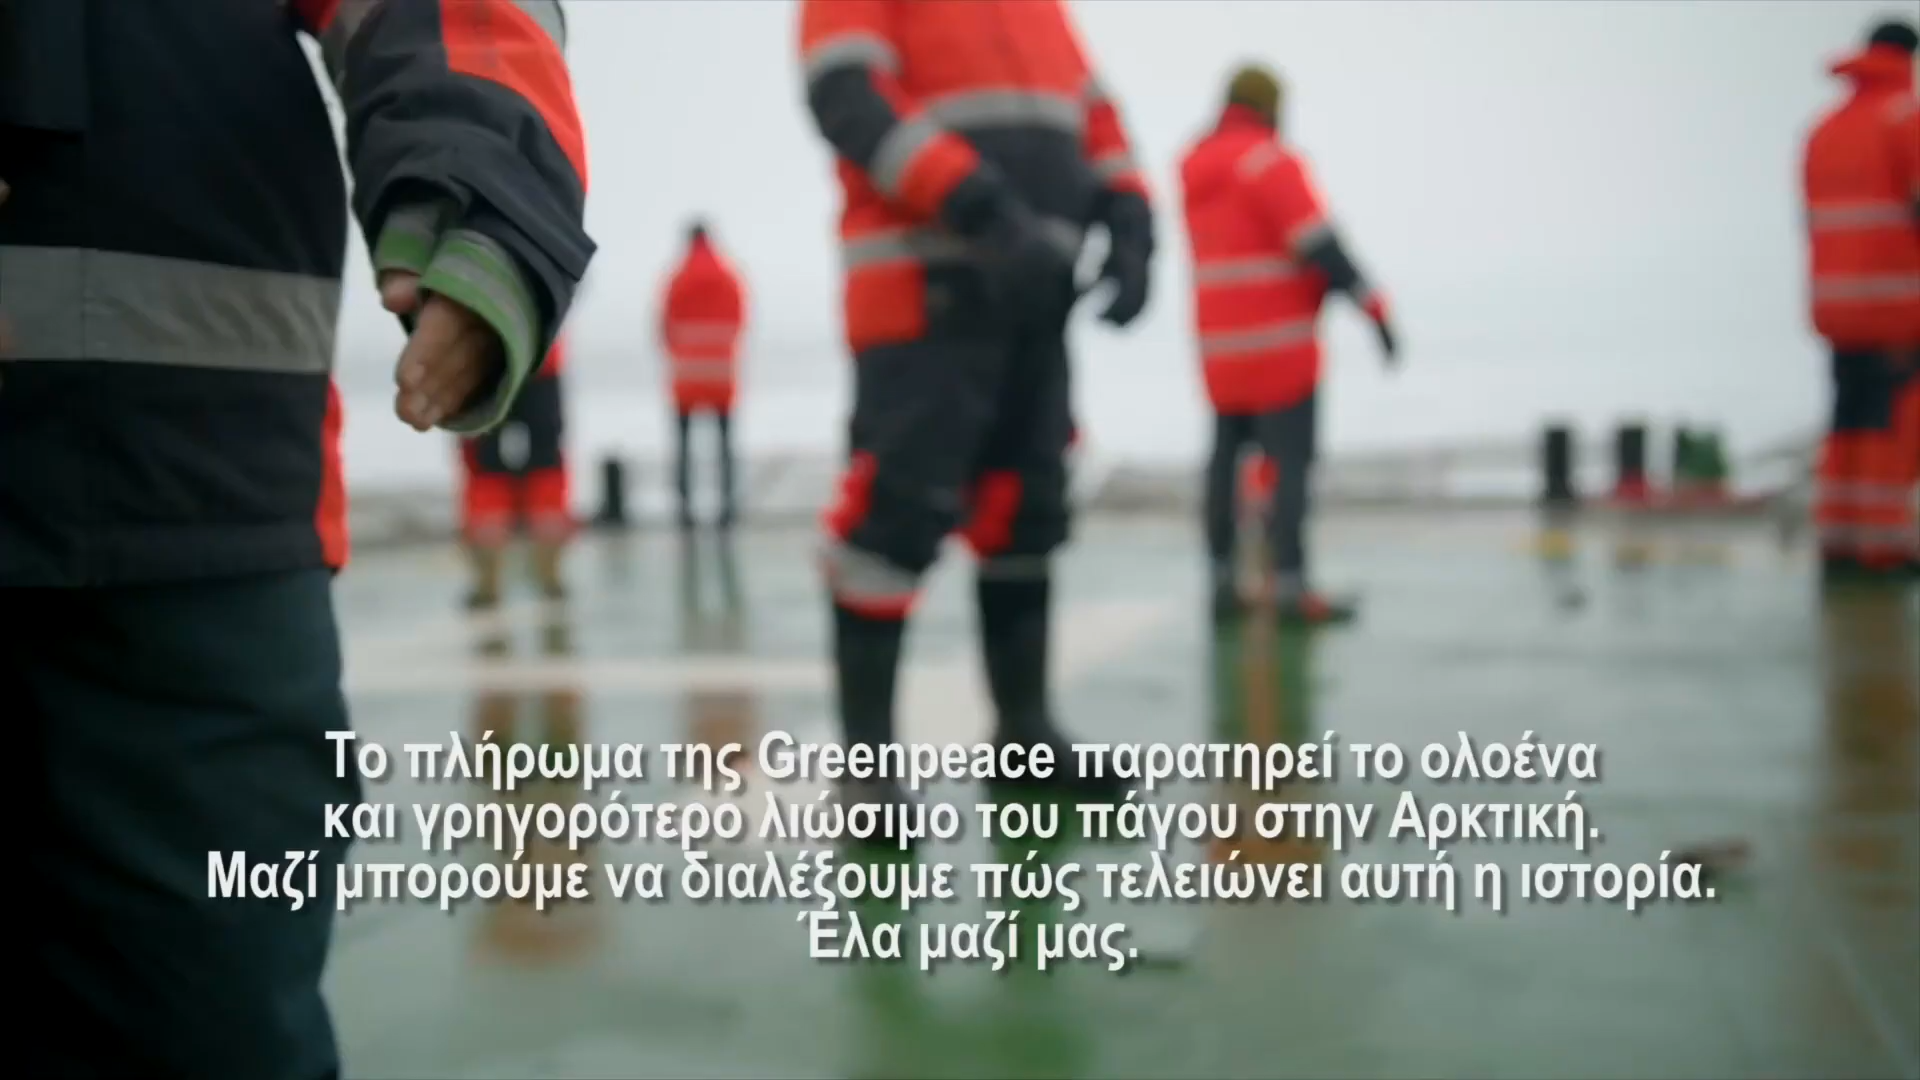 Το πλήρωμα της Greenpeace παρατηρεί το ολοένα
και γρηγορότερο λιώσιμο του πάγου στην Αρκτική.
Μαζί μπορούμε να διαλέξουμε πώς τελειώνει αυτή η ιστορία.
Έλα μαζί μας.